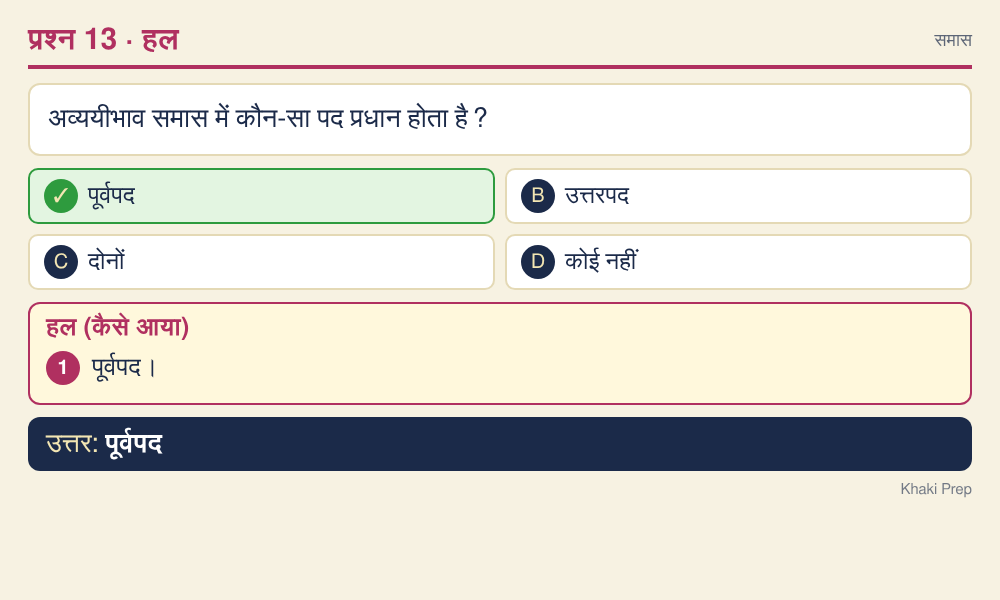 प्रश्न 13 · हल
समास
अव्ययीभाव समास में कौन-सा पद प्रधान होता है ?
✓ पूर्वपद
B उत्तरपद
C दोनों
D कोई नहीं
हल (कैसे आया)
1 पूर्वपद ।
उत्तर: पूर्वपद
Khaki Prep